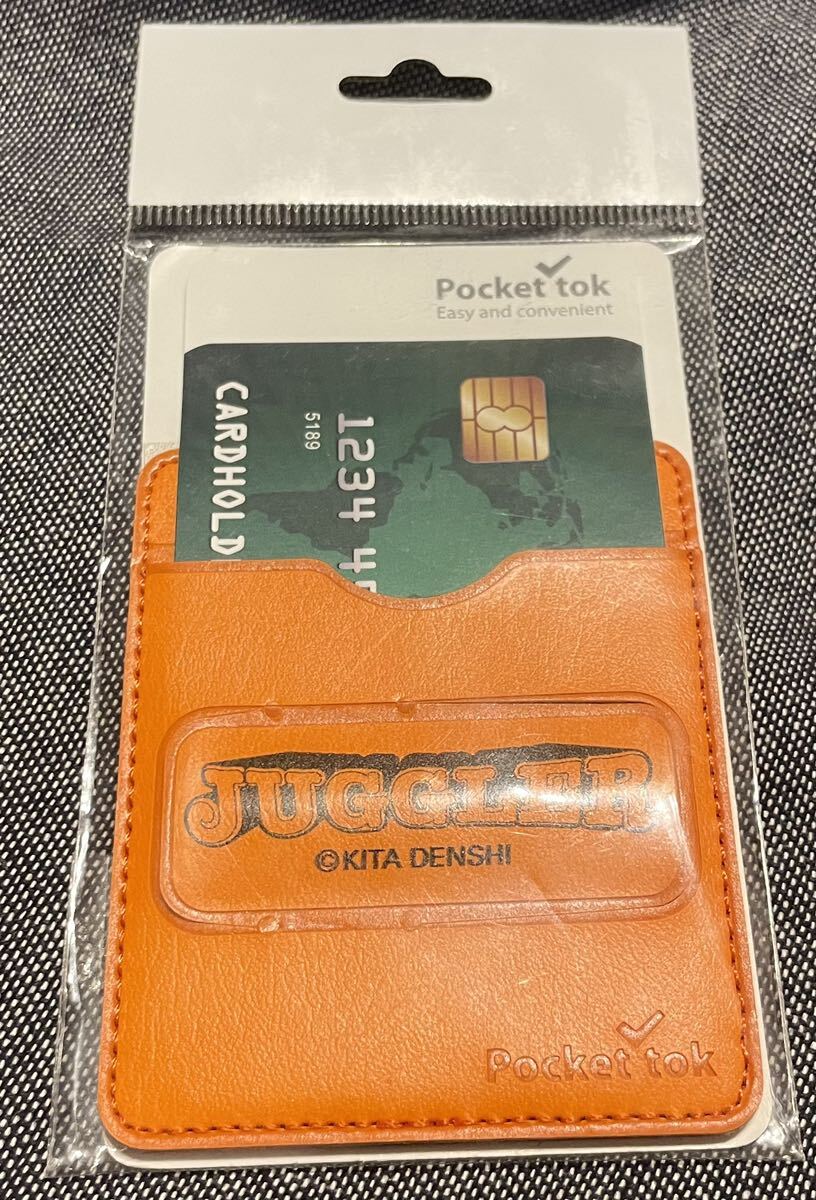 Pocket tok
Easy and convenient
CARDHOLD
5189
1234 4
JUGGLER
©KITA DENSHI
Pocket tok